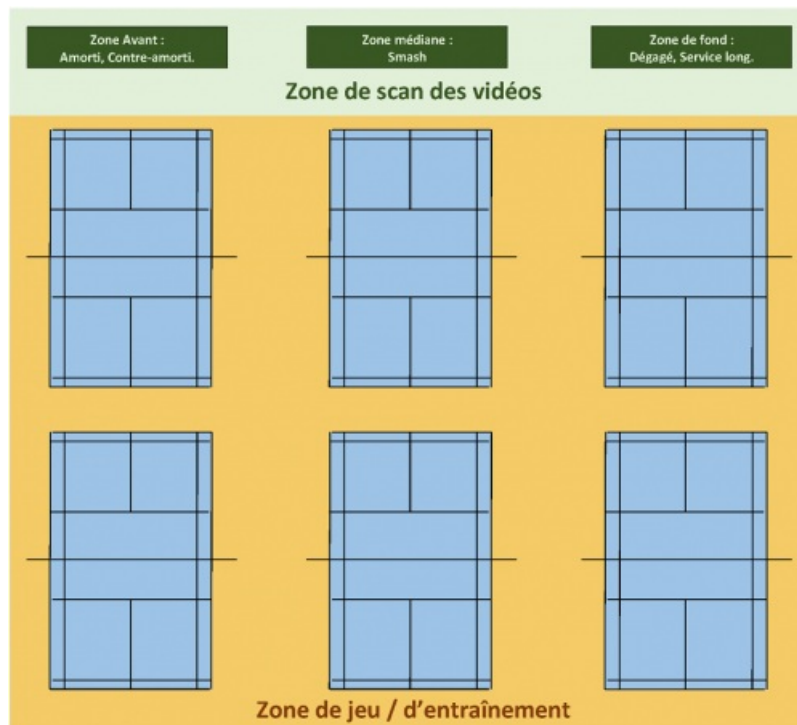 Zone Avant :
Amorti, Contre-amorti.
Zone médiane :
Smash
Zone de fond :
Dégagé, Service long.
Zone de scan des vidéos
Zone de jeu / d'entraînement